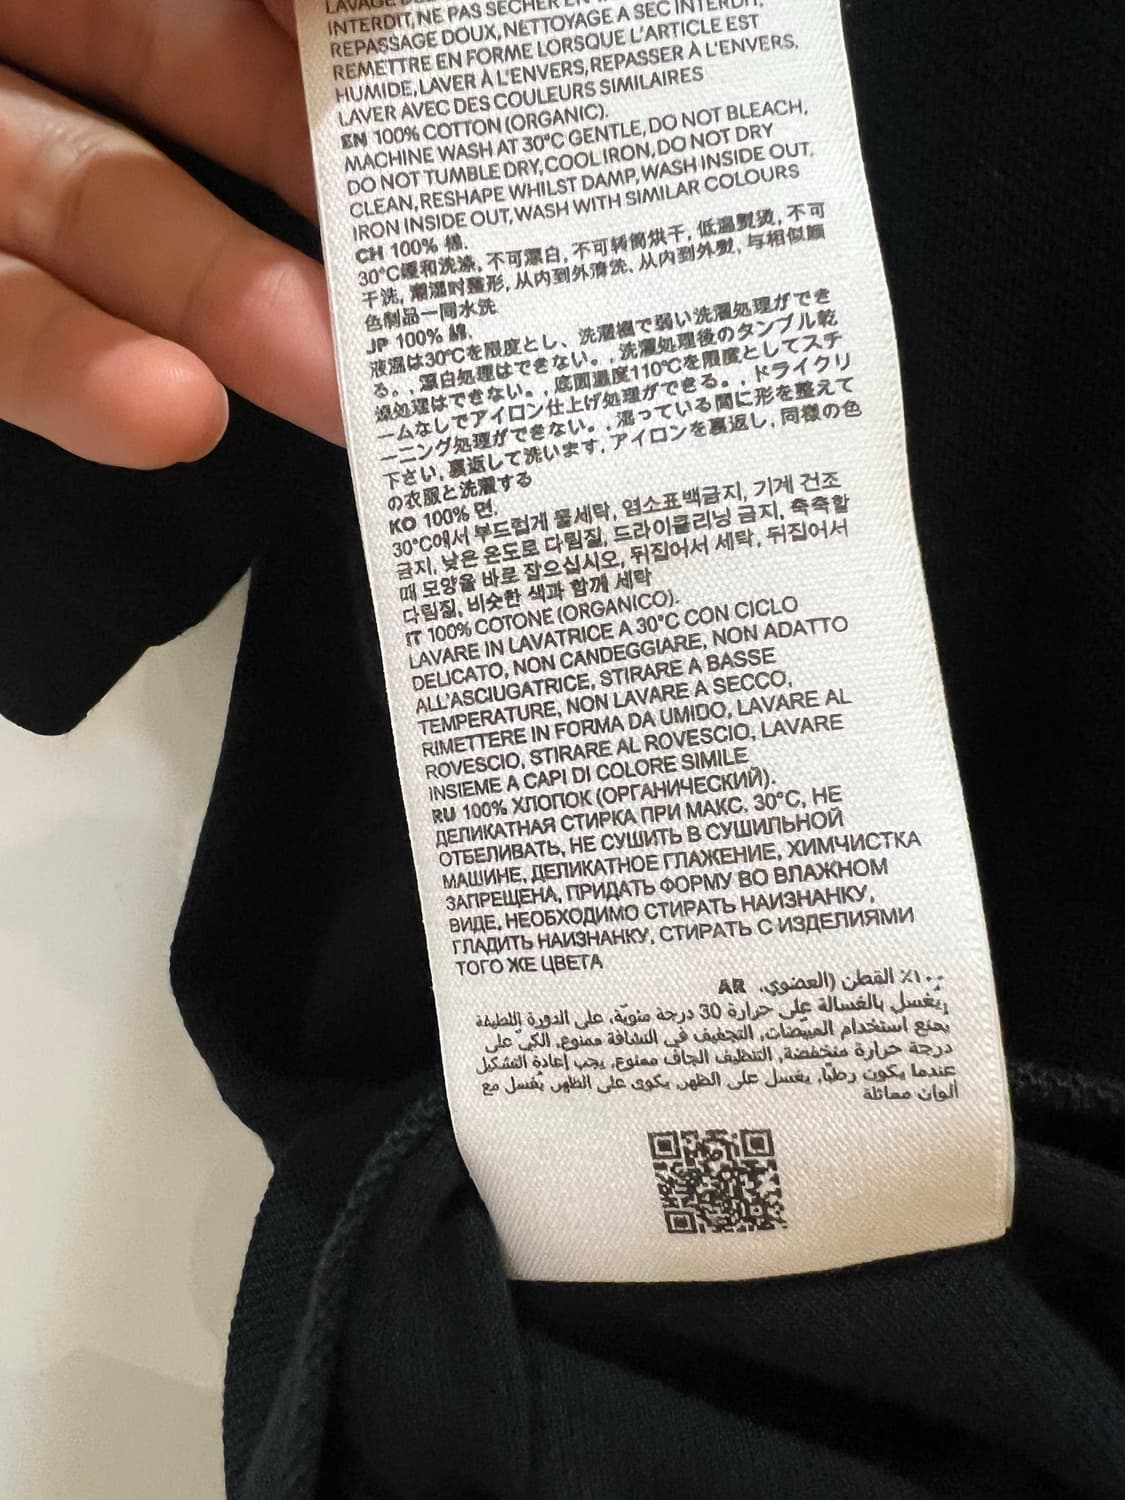 LAVAGE
INTERDIT, NE PAS SÉCHER EN
REPASSAGE DOUX, NETTOYAGE A SEC INTERDIT,
REMETTRE EN FORME LORSQUE L'ARTICLE EST
HUMIDE, LAVER À L'ENVERS, REPASSER À L'ENVERS,
LAVER AVEC DES COULEURS SIMILAIRES
EN 100% COTTON (ORGANIC).
MACHINE WASH AT 30°C GENTLE, DO NOT BLEACH,
DO NOT TUMBLE DRY, COOL IRON, DO NOT DRY
CLEAN, RESHAPE WHILST DAMP, WASH INSIDE OUT,
IRON INSIDE OUT, WASH WITH SIMILAR COLOURS
CH 100% 棉.
30°C缓和洗涤, 不可漂白, 不可转筒烘干, 低温熨烫, 不可
干洗, 潮湿时整形, 从内到外清洗, 从内到外熨, 与相似颜
色制品一同水洗
JP 100% 綿.
液温は30℃を限度とし、洗濯機で弱い洗濯処理ができ
る。, 漂白処理はできない。, 洗濯処理後のタンブル乾
燥処理はできない。, 底面温度110℃を限度としてスチ
ームなしでアイロン仕上げ処理ができる。, ドライクリ
ーニング処理ができない。, 湿っている間に形を整えて
下さい, 裏返して洗います, アイロンを裏返し, 同様の色
の衣服と洗濯する
KO 100% 면.
30°C에서 부드럽게 물세탁, 염소표백금지, 기계 건조
금지, 낮은 온도로 다림질, 드라이클리닝 금지, 축축할
때 모양을 바로 잡으십시오, 뒤집어서 세탁, 뒤집어서
다림질, 비슷한 색과 함께 세탁
IT 100% COTONE (ORGANICO).
LAVARE IN LAVATRICE A 30°C CON CICLO
DELICATO, NON CANDEGGIARE, NON ADATTO
ALL'ASCIUGATRICE, STIRARE A BASSE
TEMPERATURE, NON LAVARE A SECCO,
RIMETTERE IN FORMA DA UMIDO, LAVARE AL
ROVESCIO, STIRARE AL ROVESCIO, LAVARE
INSIEME A CAPI DI COLORE SIMILE
RU 100% ХЛОПОК (ОРГАНИЧЕСКИЙ).
ДЕЛИКАТНАЯ СТИРКА ПРИ МАКС. 30°C, НЕ
ОТБЕЛИВАТЬ, НЕ СУШИТЬ В СУШИЛЬНОЙ
МАШИНЕ, ДЕЛИКАТНОЕ ГЛАЖЕНИЕ, ХИМЧИСТКА
ЗАПРЕЩЕНА, ПРИДАТЬ ФОРМУ ВО ВЛАЖНОМ
ВИДЕ, НЕОБХОДИМО СТИРАТЬ НАИЗНАНКУ,
ГЛАДИТЬ НАИЗНАНКУ, СТИРАТЬ С ИЗДЕЛИЯМИ
ТОГО ЖЕ ЦВЕТА
١٠٠٪ القطن (العضوي). AR
يغسل بالغسالة على حرارة 30 درجة مئويّة, على الدورة اللطيفة
يمنع استخدام المبيّضات, التجفيف في النشافة ممنوع, الكيّ على
درجة حرارة منخفضة, التنظيف الجاف ممنوع, يجب إعادة التشكيل
عندما يكون رطبًا, يغسل على الظهر, يكوى على الظهر, يُغسل مع
ألوان مماثلة